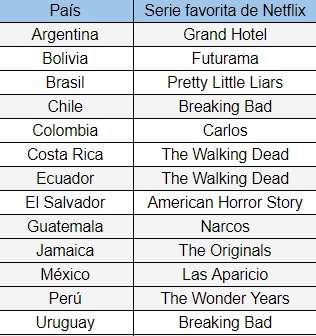 País Serie favorita de Netflix
Argentina Grand Hotel
Bolivia Futurama
Brasil Pretty Little Liars
Chile Breaking Bad
Colombia Carlos
Costa Rica The Walking Dead
Ecuador The Walking Dead
El Salvador American Horror Story
Guatemala Narcos
Jamaica The Originals
México Las Aparicio
Perú The Wonder Years
Uruguay Breaking Bad